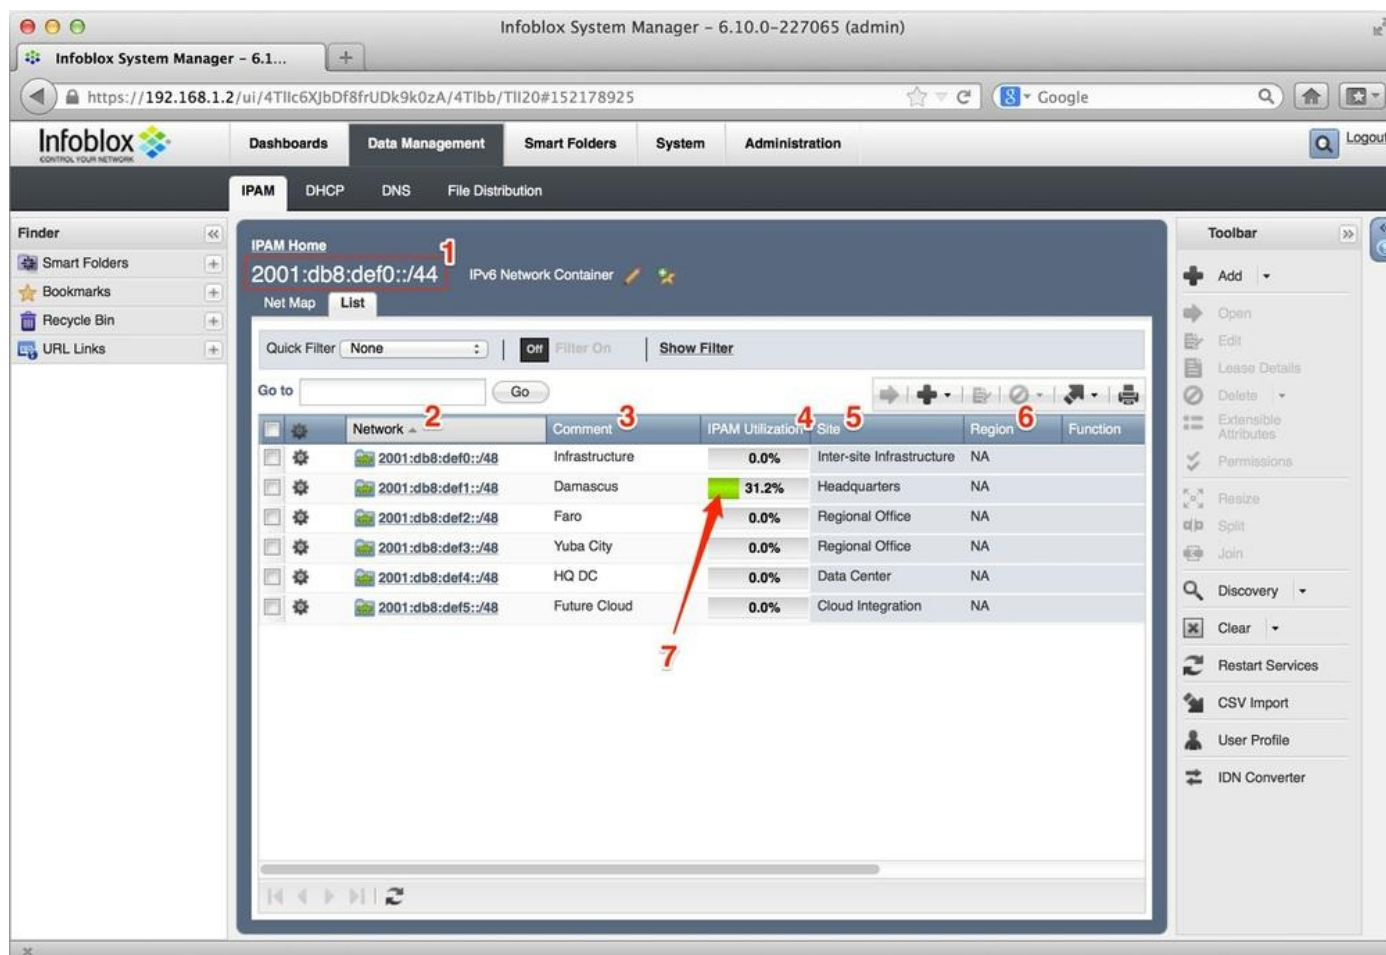 Infoblox System Manager – 6.10.0-227065 (admin)
Infoblox System Manager – 6.1...
https://192.168.1.2/ui/4TlIc6XJbDf8frUDk9k0zA/4TIbb/TlI20#152178925
Google
Infoblox
CONTROL YOUR NETWORK
Dashboards Data Management Smart Folders System Administration
Logout
IPAM DHCP DNS File Distribution
Finder
Smart Folders
Bookmarks
Recycle Bin
URL Links
IPAM Home
1
2001:db8:def0::/44 IPv6 Network Container
Net Map List
Quick Filter None Off Filter On Show Filter
Go to Go
2 3 4 5 6
Network Comment IPAM Utilization Site Region Function
2001:db8:def0::/48 Infrastructure 0.0% Inter-site Infrastructure NA
2001:db8:def1::/48 Damascus 31.2% Headquarters NA
2001:db8:def2::/48 Faro 0.0% Regional Office NA
2001:db8:def3::/48 Yuba City 0.0% Regional Office NA
2001:db8:def4::/48 HQ DC 0.0% Data Center NA
2001:db8:def5::/48 Future Cloud 0.0% Cloud Integration NA
7
Toolbar
Add
Open
Edit
Lease Details
Delete
Extensible
Attributes
Permissions
Resize
Split
Join
Discovery
Clear
Restart Services
CSV Import
User Profile
IDN Converter